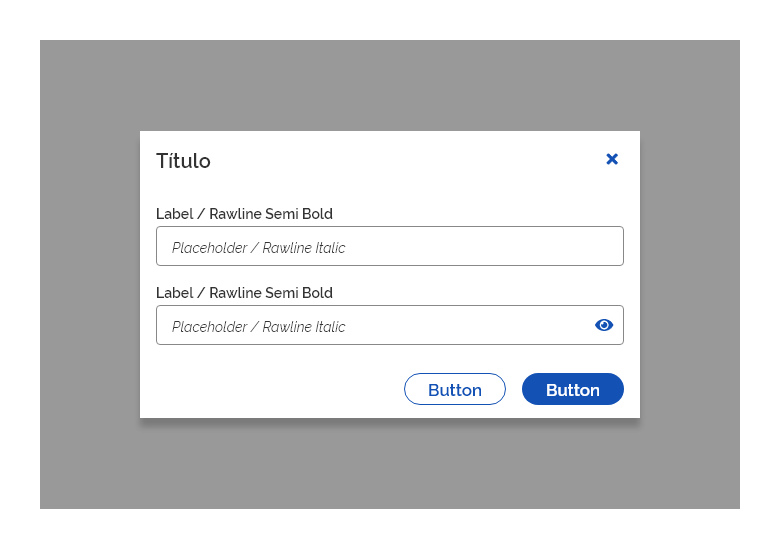 Título
Label / Rawline Semi Bold
Placeholder / Rawline Italic
Label / Rawline Semi Bold
Placeholder / Rawline Italic
Button Button